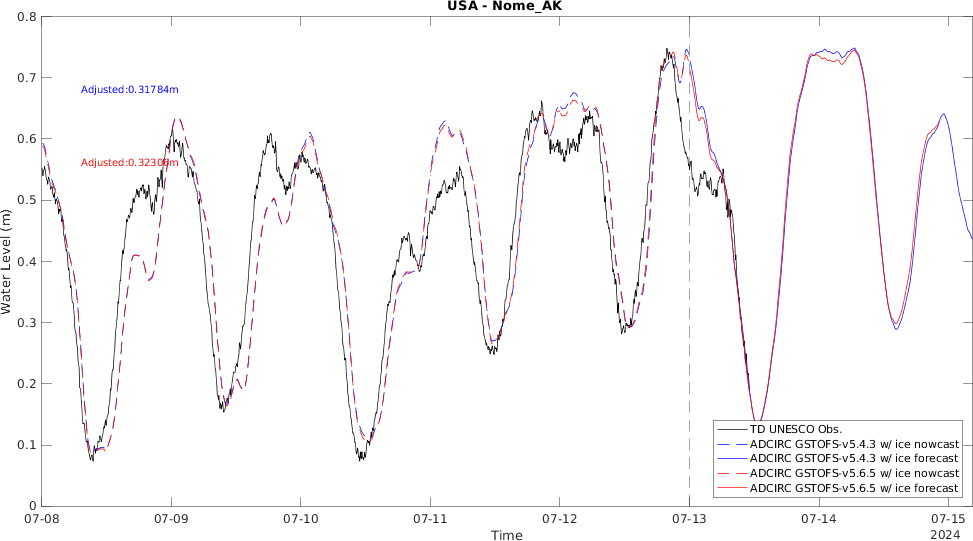 USA - Nome_AK
0.8
0.7
0.6
0.5
0.4
0.3
0.2
0.1
0
Water Level (m)
Adjusted:0.31784m
Adjusted:0.32306m
TD UNESCO Obs.
ADCIRC GSTOFS-v5.4.3 w/ ice nowcast
ADCIRC GSTOFS-v5.4.3 w/ ice forecast
ADCIRC GSTOFS-v5.6.5 w/ ice nowcast
ADCIRC GSTOFS-v5.6.5 w/ ice forecast
07-08 07-09 07-10 07-11 07-12 07-13 07-14 07-15
Time
2024